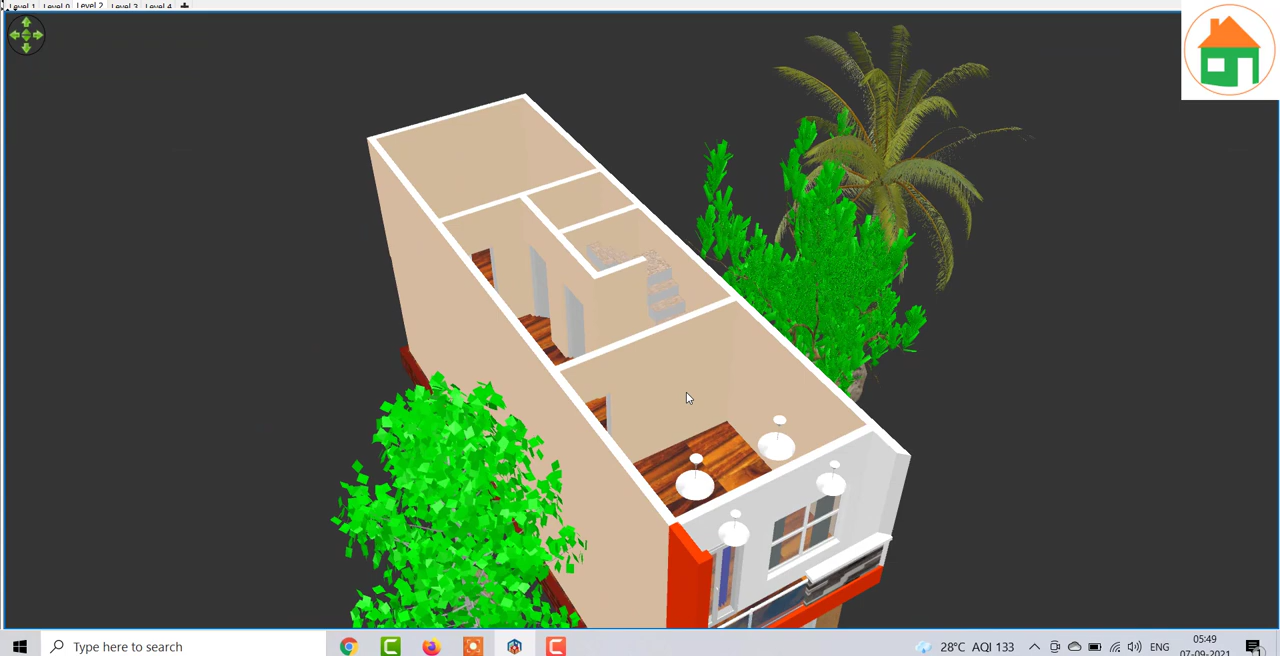 Level 1 Level 0 Level 2 Level 3 Level 4
Type here to search
28°C AQI 133
ENG
05:49
07-09-2021
1